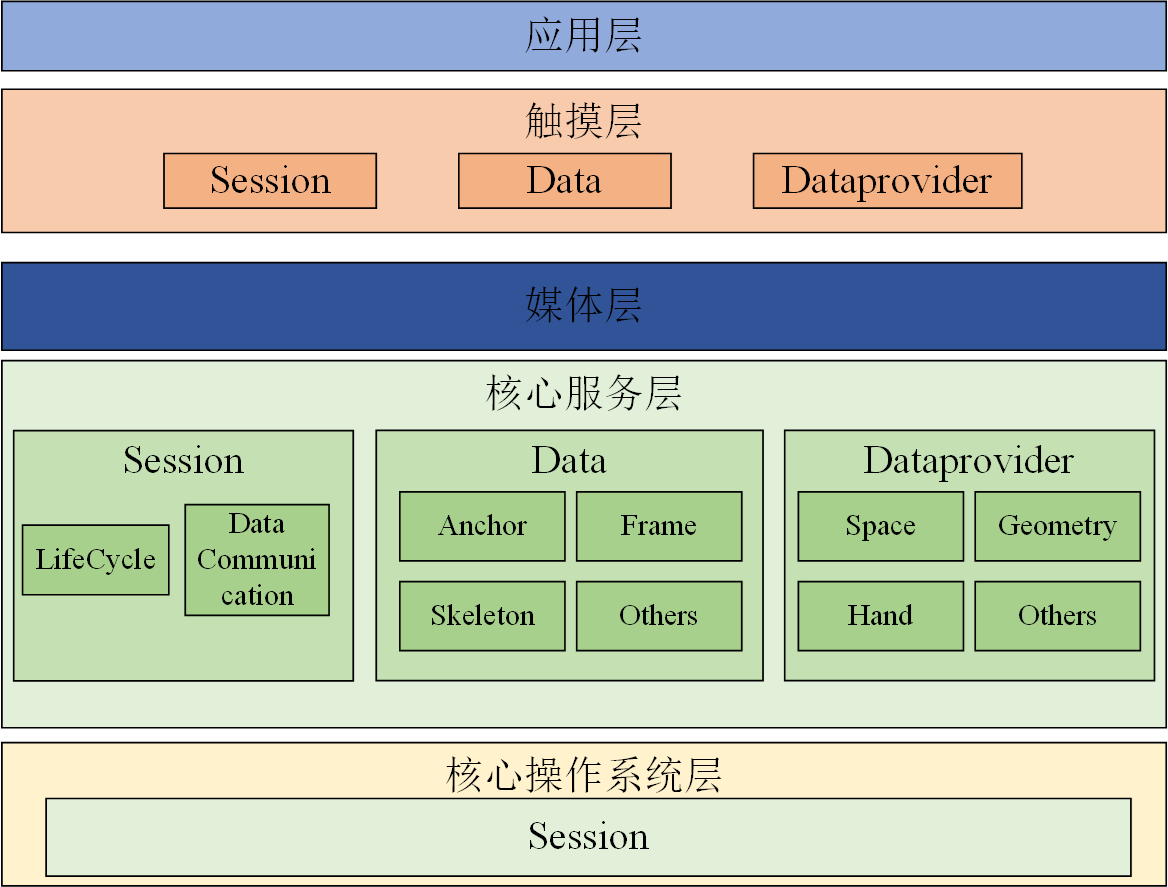 应用层
触摸层
Session
Data
Dataprovider
媒体层
核心服务层
Session
LifeCycle
Data
Communi
cation
Data
Anchor
Frame
Skeleton
Others
Dataprovider
Space
Geometry
Hand
Others
核心操作系统层
Session